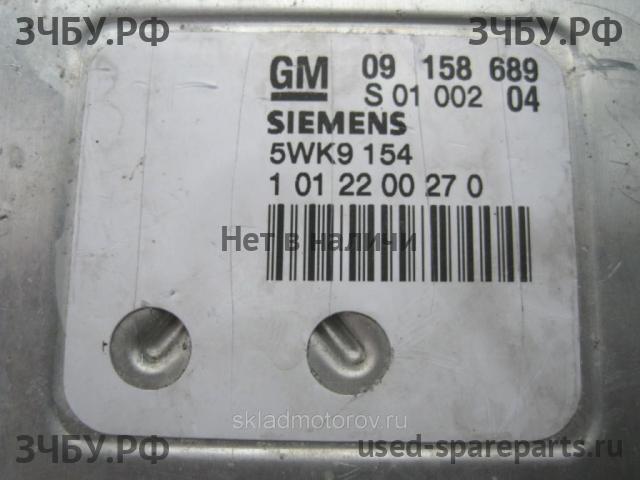 ЗЧБУ.РФ
ЗЧБУ.РФ
GM 09 158 689
S 01 002 04
SIEMENS
5WK9 154
1 01 22 00 27 0
Нет в наличи
skladmotorov.ru
ЗЧБУ.РФ
used-spareparts.ru